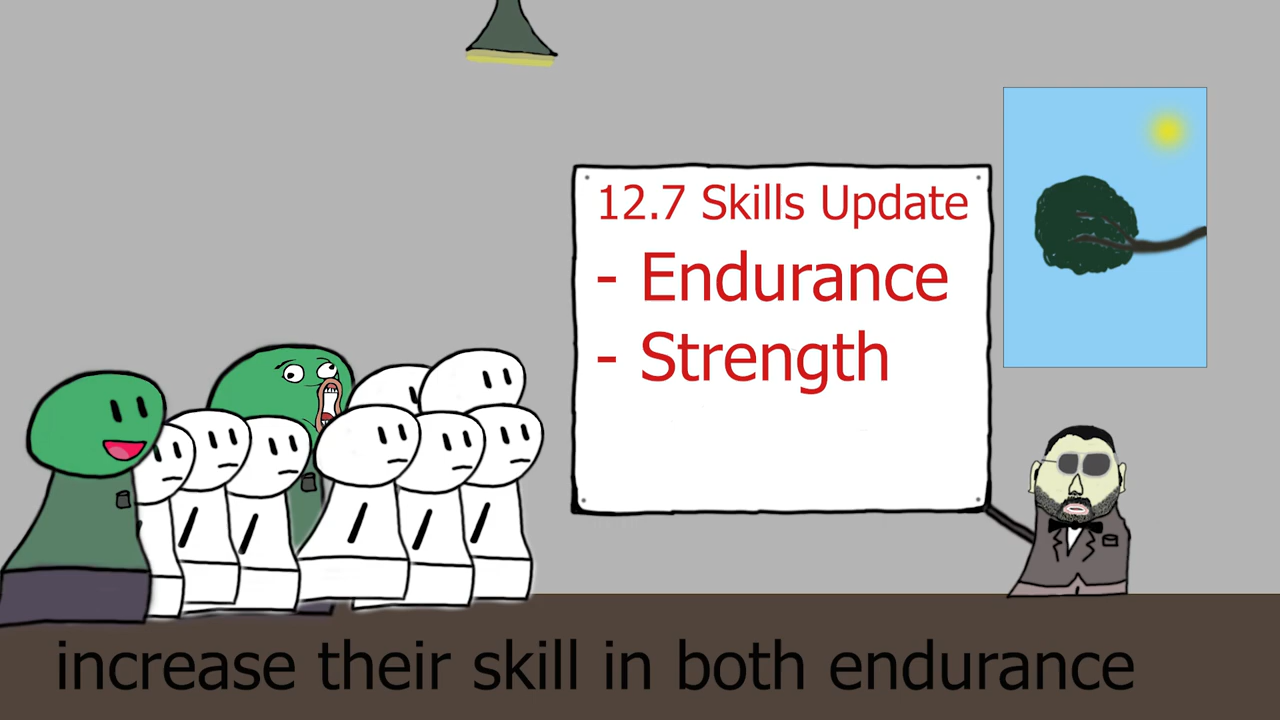 12.7 Skills Update
- Endurance
- Strength
increase their skill in both endurance